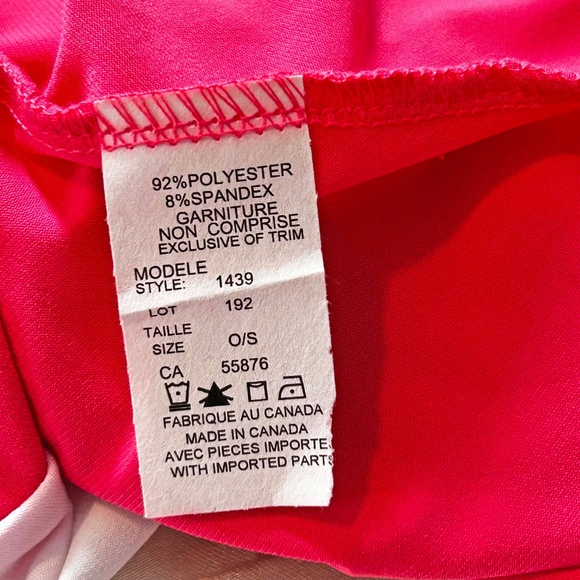 92%POLYESTER
8%SPANDEX
GARNITURE
NON COMPRISE
EXCLUSIVE OF TRIM
MODELE
STYLE: 1439
LOT 192
TAILLE
SIZE O/S
CA 55876
FABRIQUE AU CANADA
MADE IN CANADA
AVEC PIECES IMPORTE
WITH IMPORTED PARTS